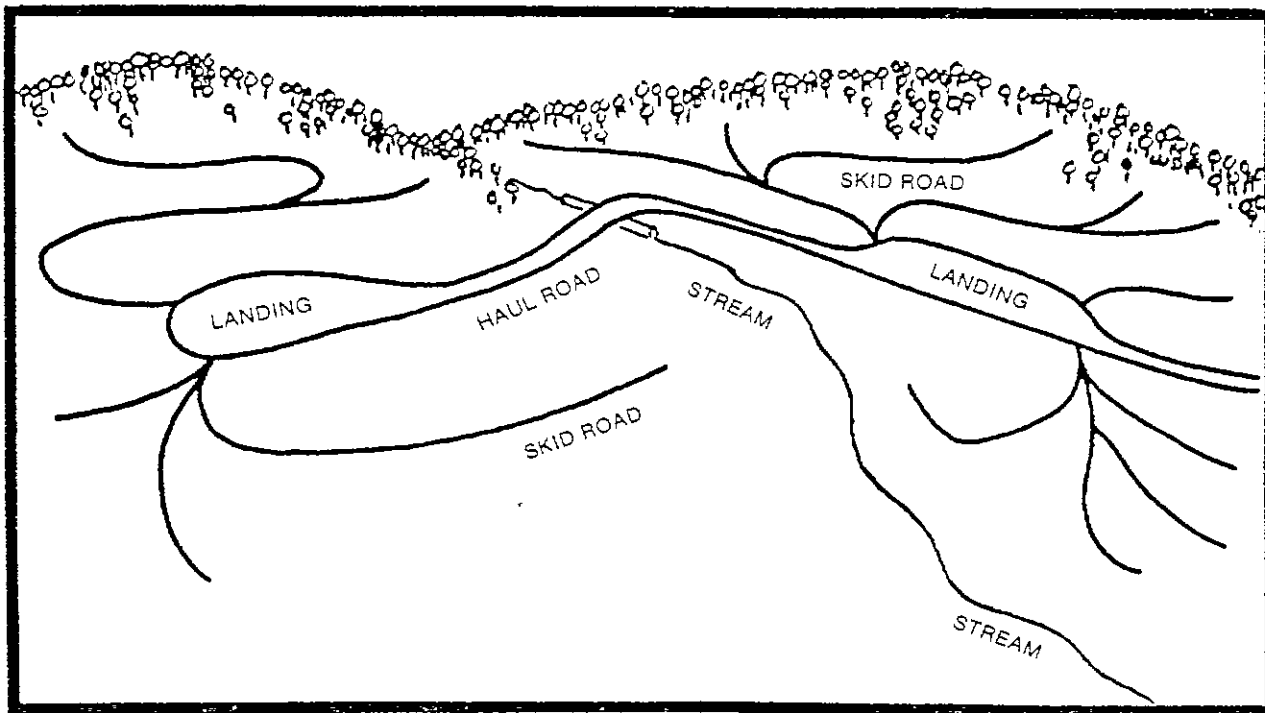 SKID ROAD
LANDING
LANDING
HAUL ROAD
STREAM
SKID ROAD
STREAM